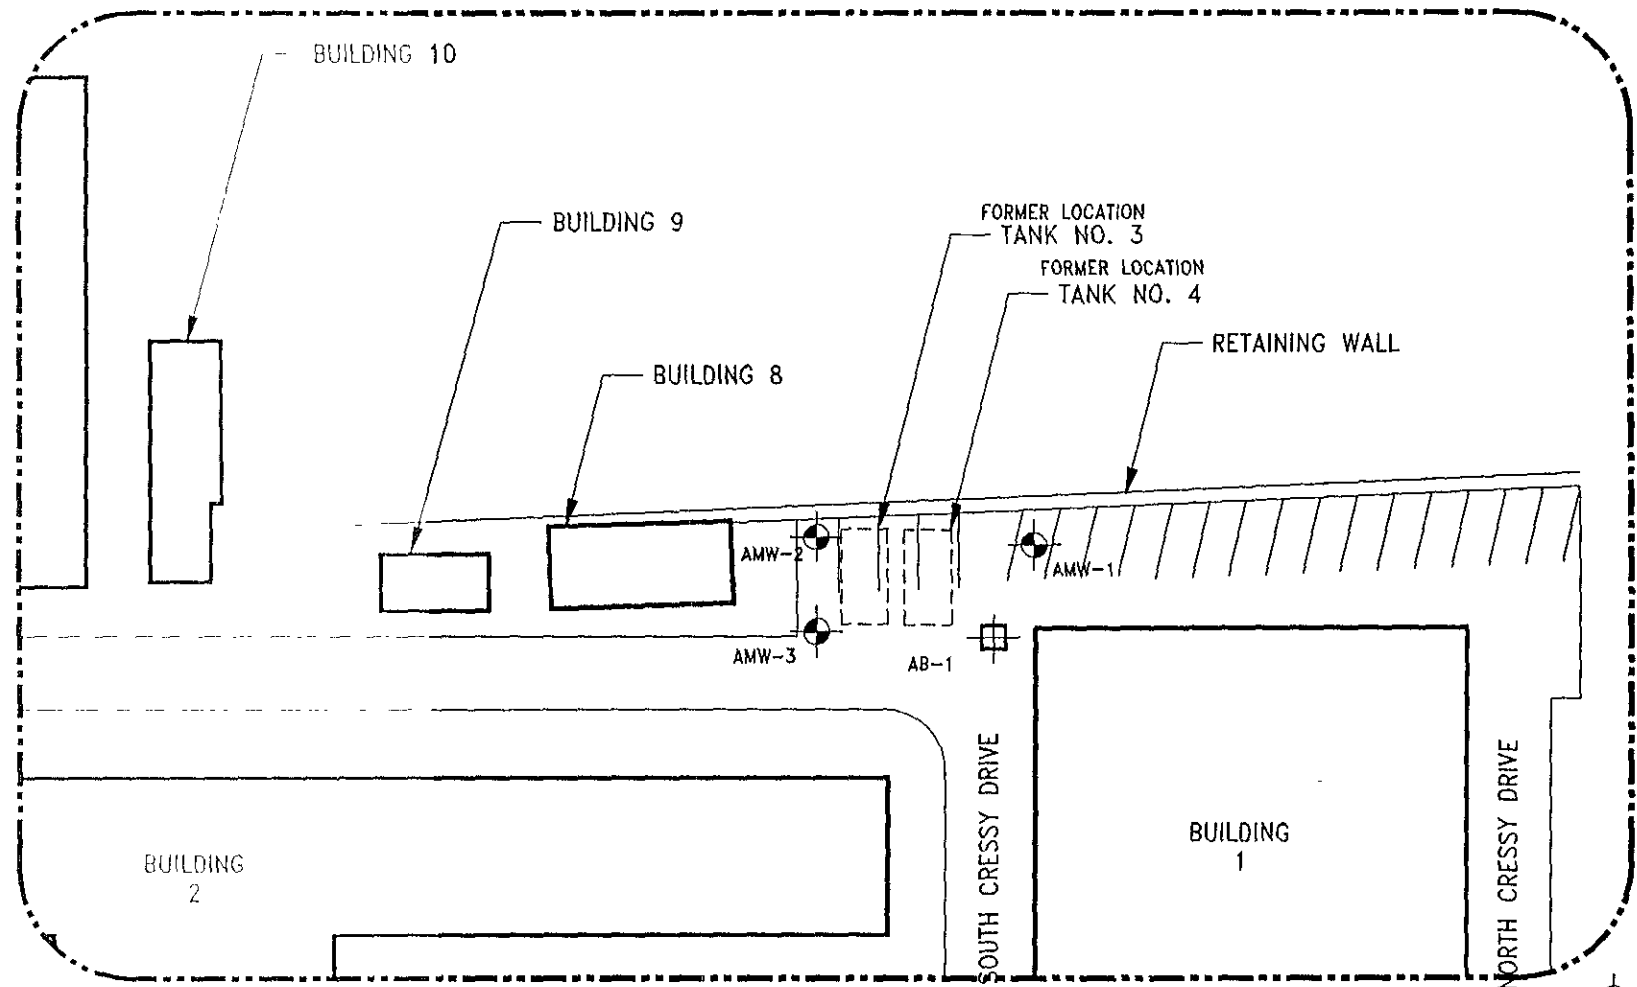 BUILDING 10
BUILDING 9
FORMER LOCATION
TANK NO. 3
FORMER LOCATION
TANK NO. 4
RETAINING WALL
BUILDING 8
AMW-2
AMW-1
AMW-3
AB-1
SOUTH CRESSY DRIVE
NORTH CRESSY DRIVE
BUILDING
1
BUILDING
2